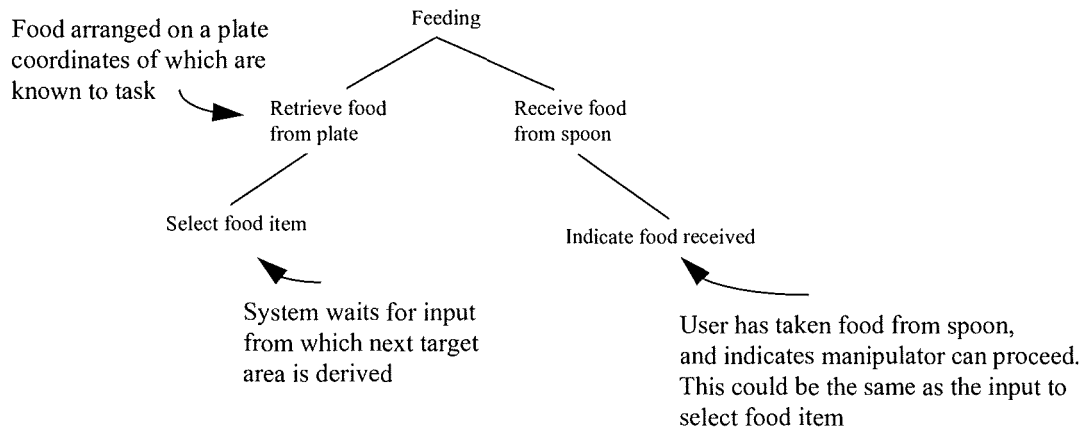 Feeding
Food arranged on a plate
coordinates of which are
known to task
Retrieve food
from plate
Receive food
from spoon
Select food item
Indicate food received
System waits for input
from which next target
area is derived
User has taken food from spoon,
and indicates manipulator can proceed.
This could be the same as the input to
select food item